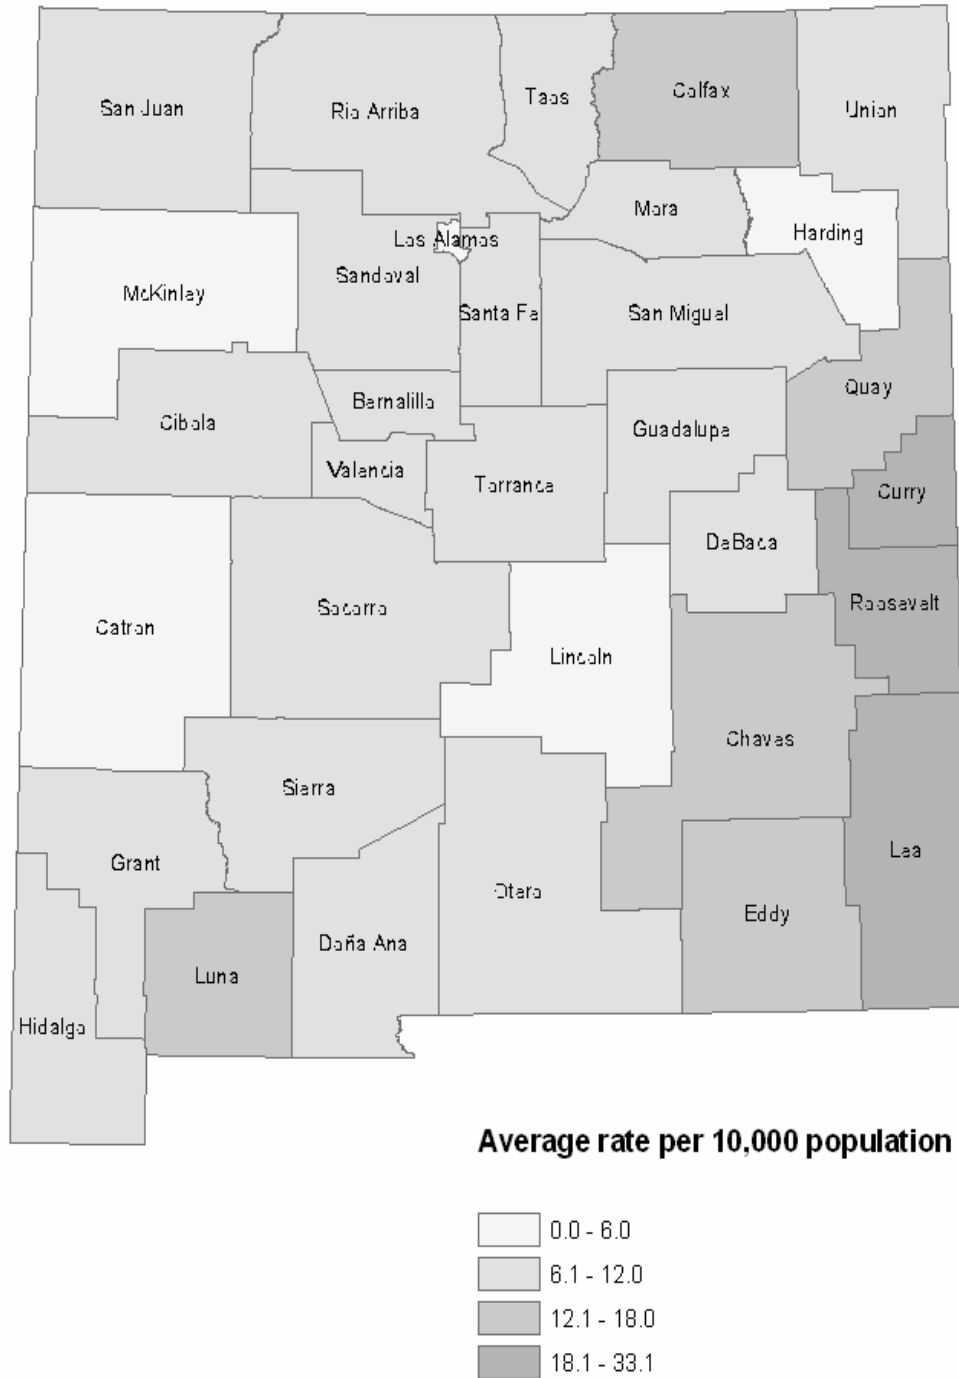 San Juan
Rio Arriba
Taos
Colfax
Union
Mora
Harding
Los Alamos
Sandoval
McKinley
Santa Fe
San Miguel
Quay
Cibola
Bernalillo
Guadalupe
Valencia
Torrance
Curry
DeBaca
Roosevelt
Socorro
Catron
Lincoln
Chaves
Sierra
Lea
Grant
Otero
Eddy
Doña Ana
Luna
Hidalgo
Average rate per 10,000 population
0.0 - 6.0
6.1 - 12.0
12.1 - 18.0
18.1 - 33.1